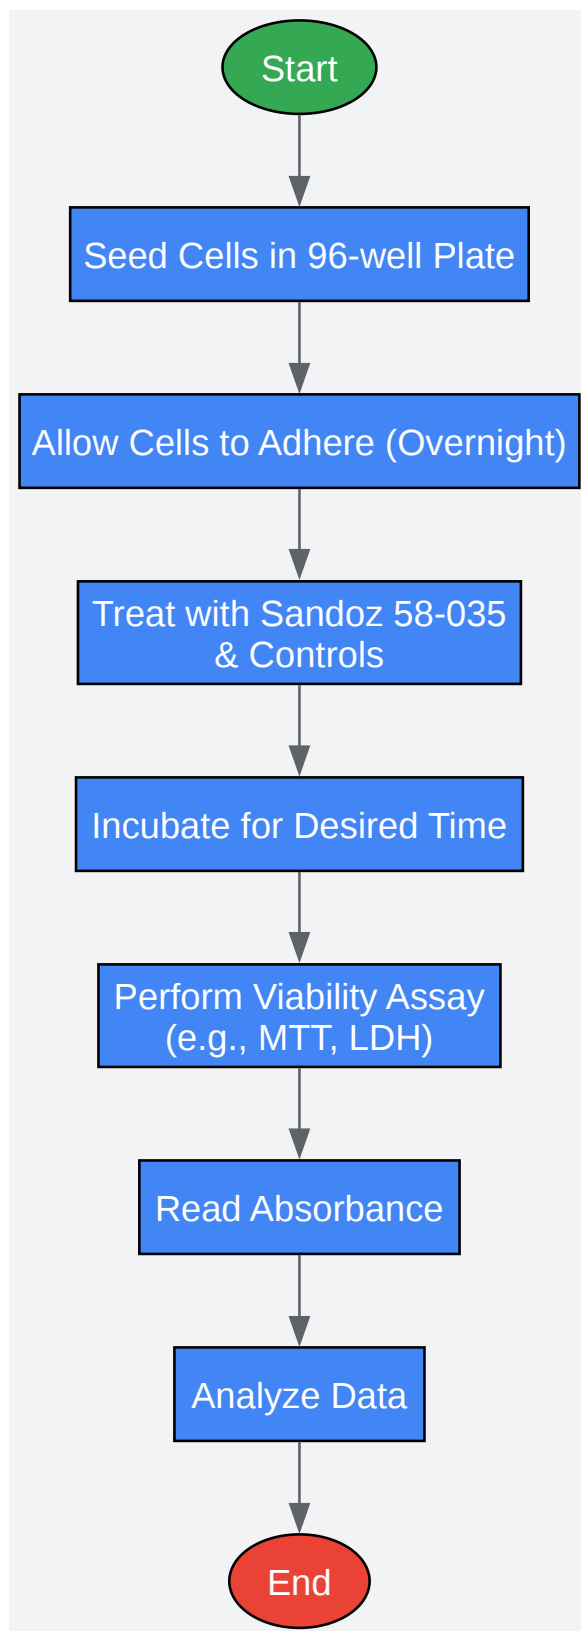 Start
Seed Cells in 96-well Plate
Allow Cells to Adhere (Overnight)
Treat with Sandoz 58-035
& Controls
Incubate for Desired Time
Perform Viability Assay
(e.g., MTT, LDH)
Read Absorbance
Analyze Data
End